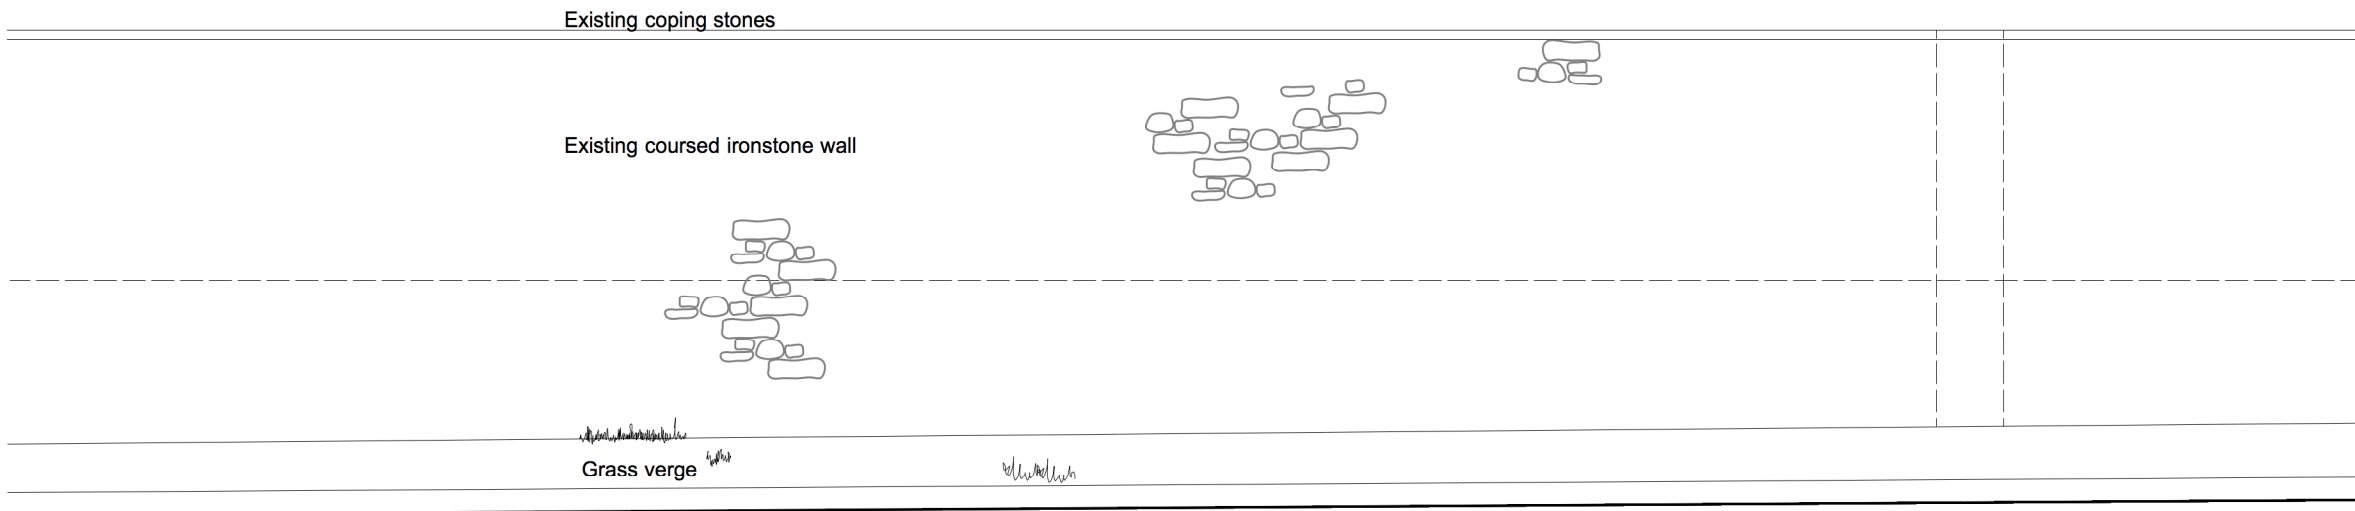 Existing coping stones
Existing coursed ironstone wall
Grass verge